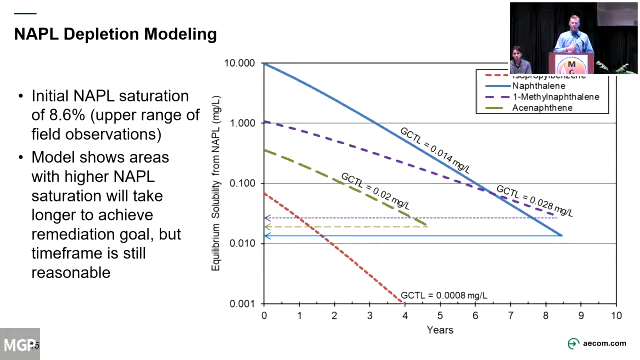 NAPL Depletion Modeling
• Initial NAPL saturation
of 8.6% (upper range of
field observations)
• Model shows areas
with higher NAPL
saturation will take
longer to achieve
remediation goal, but
timeframe is still
reasonable
Equilibrium Solubility from NAPL (mg/L)
10.000
1.000
0.100
0.010
0.001
0 1 2 3 4 5 6 7 8 9 10
Years
Isopropylbenzene
Naphthalene
1-Methylnaphthalene
Acenaphthene
GCTL = 0.014 mg/L
GCTL = 0.028 mg/L
GCTL = 0.02 mg/L
GCTL = 0.0008 mg/L
MGP
aecom.com